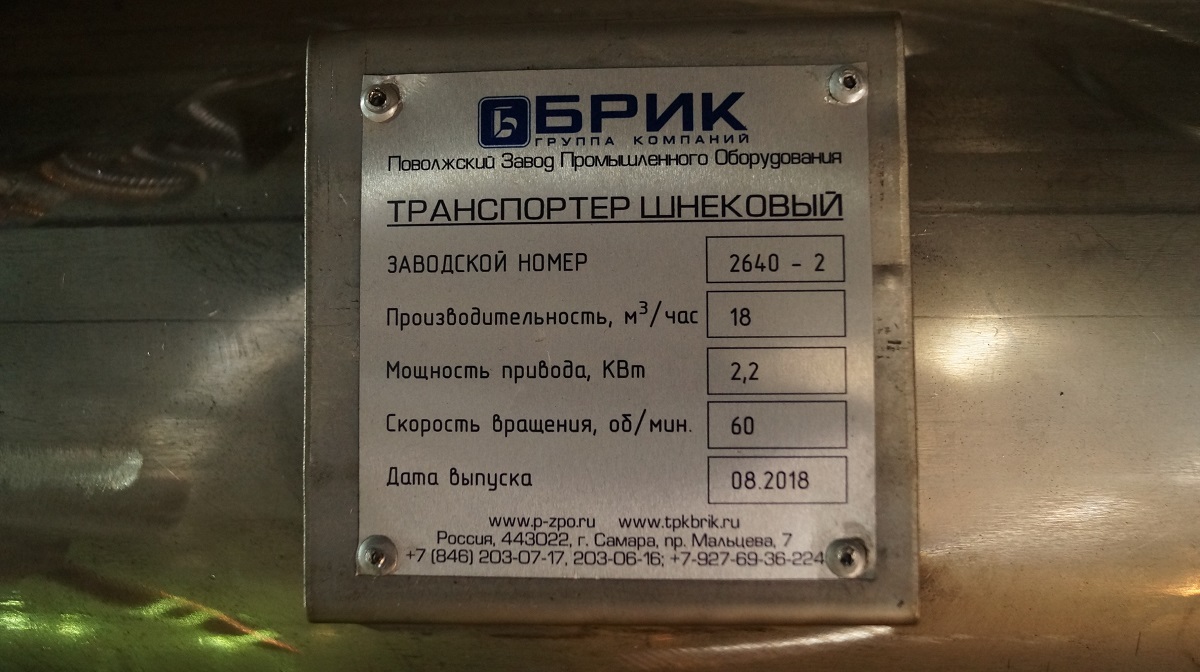 БРИК
ГРУППА КОМПАНИЙ
Поволжский Завод Промышленного Оборудования
ТРАНСПОРТЕР ШНЕКОВЫЙ
ЗАВОДСКОЙ НОМЕР 2640 - 2
Производительность, м³/час 18
Мощность привода, КВт 2,2
Скорость вращения, об/мин. 60
Дата выпуска 08.2018
www.p-zpo.ru www.tpkbrik.ru
Россия, 443022, г. Самара, пр. Мальцева, 7
+7 (846) 203-07-17, 203-06-16; +7-927-69-36-224